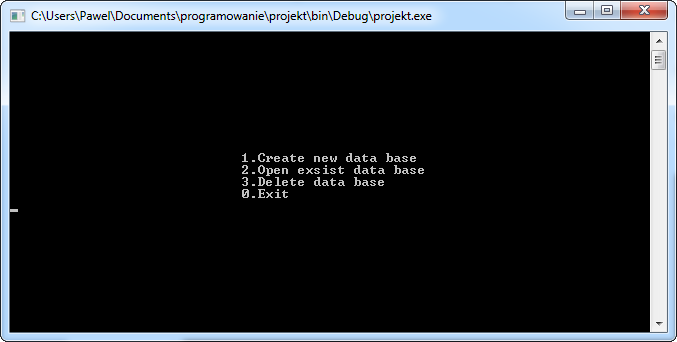 C:\Users\Pawel\Documents\programowanie\projekt\bin\Debug\projekt.exe
1.Create new data base
2.Open exsist data base
3.Delete data base
0.Exit